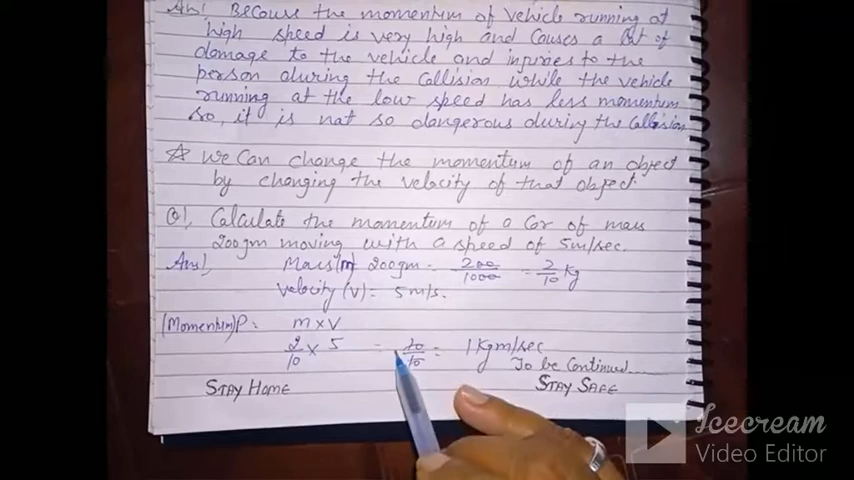 Ans! Because the momentum of vehicle running at
high speed is very high and causes a lot of
damage to the vehicle and injuries to the
person during the collision while the vehicle
running at the low speed has less momentum
so, it is not so dangerous during the collision
☆ we can change the momentum of an object
by changing the velocity of that object.
Q!, Calculate the momentum of a car of mass
200gm moving with a speed of 5m/sec.
Ans!, Mass(m) 200gm = 200/1000 = 2/10 kg
Velocity (V) = 5m/s.
(Momentum)P = m×V
2/10 × 5 = 10/10 = 1 kgm/sec
To be Continued........
STAY HOME STAY SAFE
Icecream
Video Editor